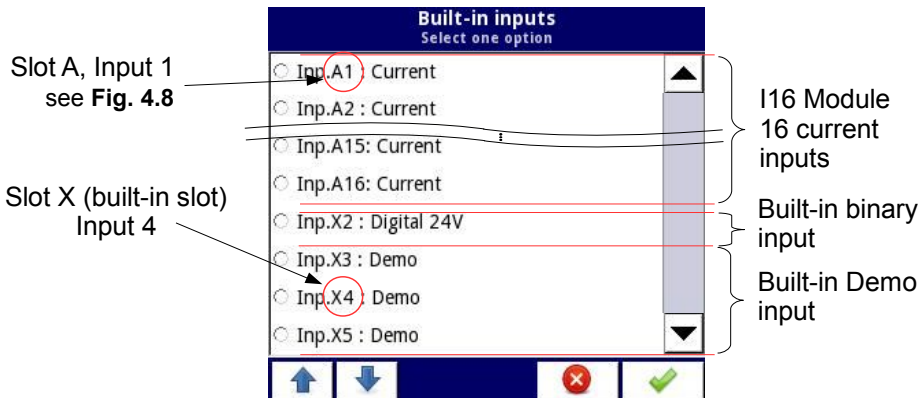 Built-in inputs
Select one option
Slot A, Input 1
see Fig. 4.8
Inp.A1 : Current
Inp.A2 : Current
Inp.A15: Current
Inp.A16: Current
I16 Module
16 current
inputs
Slot X (built-in slot)
Input 4
Inp.X2 : Digital 24V
Built-in binary
input
Inp.X3 : Demo
Inp.X4 : Demo
Inp.X5 : Demo
Built-in Demo
input